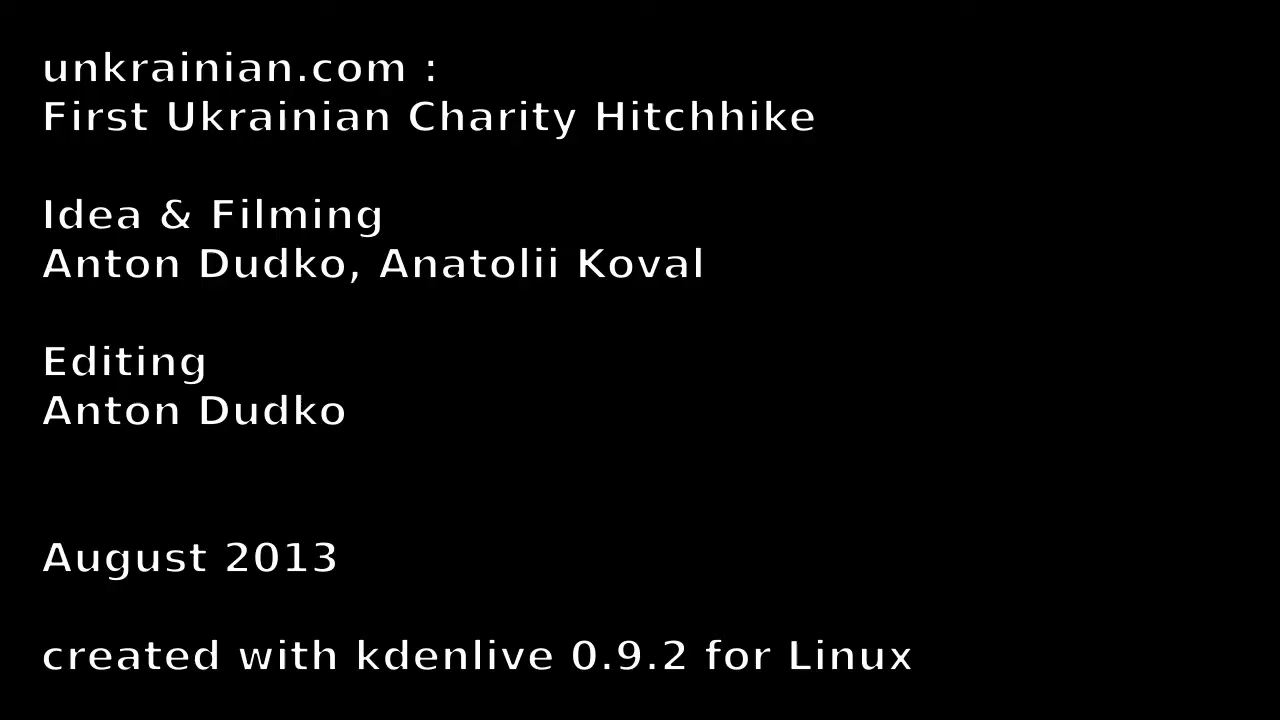 unkrainian.com :
First Ukrainian Charity Hitchhike
Idea & Filming
Anton Dudko, Anatolii Koval
Editing
Anton Dudko
August 2013
created with kdenlive 0.9.2 for Linux